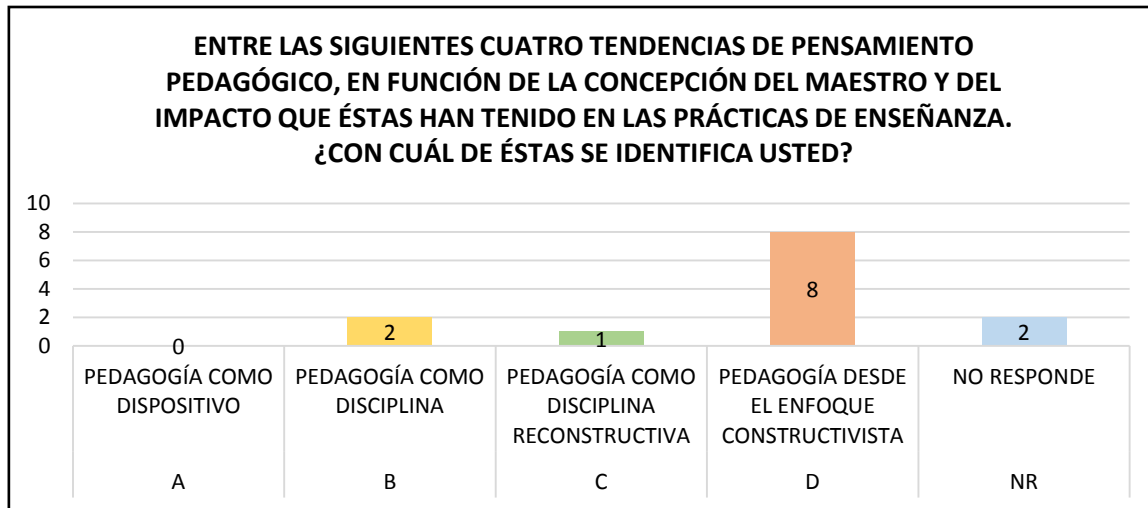 ENTRE LAS SIGUIENTES CUATRO TENDENCIAS DE PENSAMIENTO
PEDAGÓGICO, EN FUNCIÓN DE LA CONCEPCIÓN DEL MAESTRO Y DEL
IMPACTO QUE ÉSTAS HAN TENIDO EN LAS PRÁCTICAS DE ENSEÑANZA.
¿CON CUÁL DE ÉSTAS SE IDENTIFICA USTED?
10
8
6
4
2
0
0
2
1
8
2
PEDAGOGÍA COMO
DISPOSITIVO
PEDAGOGÍA COMO
DISCIPLINA
PEDAGOGÍA COMO
DISCIPLINA
RECONSTRUCTIVA
PEDAGOGÍA DESDE
EL ENFOQUE
CONSTRUCTIVISTA
NO RESPONDE
A
B
C
D
NR